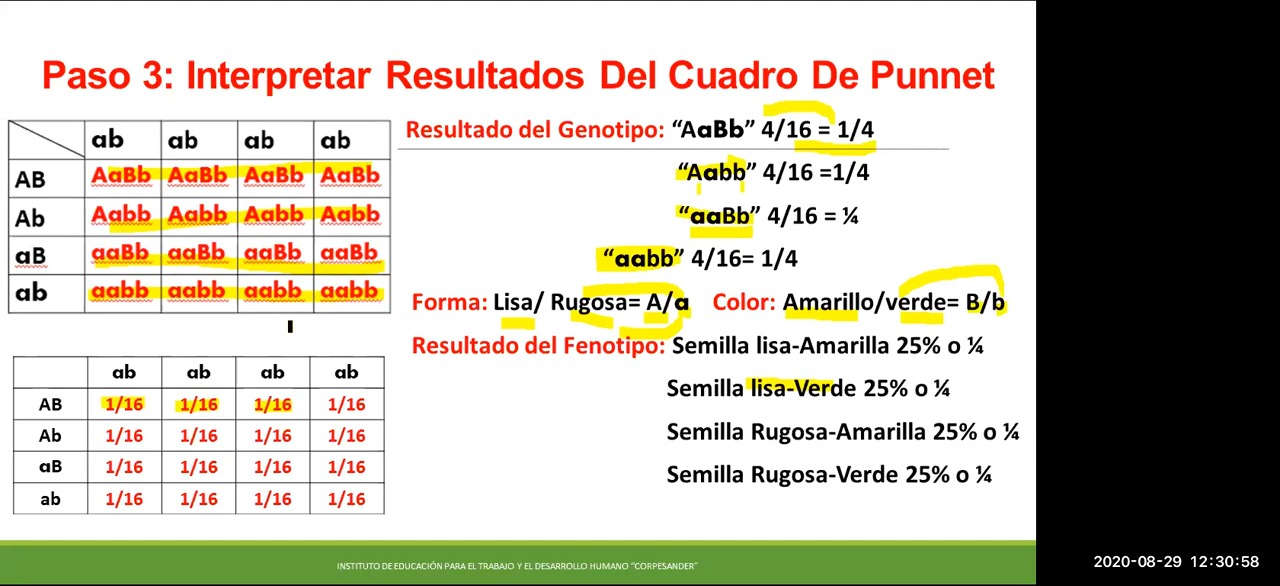 Paso 3: Interpretar Resultados Del Cuadro De Punnet
ab ab ab ab
AB AaBb AaBb AaBb AaBb
Ab Aabb Aabb Aabb Aabb
aB aaBb aaBb aaBb aaBb
ab aabb aabb aabb aabb
Resultado del Genotipo: “AaBb” 4/16 = 1/4
“Aabb” 4/16 =1/4
“aaBb” 4/16 = ¼
“aabb” 4/16= 1/4
Forma: Lisa/ Rugosa= A/a Color: Amarillo/verde= B/b
Resultado del Fenotipo: Semilla lisa-Amarilla 25% o ¼
Semilla lisa-Verde 25% o ¼
Semilla Rugosa-Amarilla 25% o ¼
Semilla Rugosa-Verde 25% o ¼
ab ab ab ab
AB 1/16 1/16 1/16 1/16
Ab 1/16 1/16 1/16 1/16
aB 1/16 1/16 1/16 1/16
ab 1/16 1/16 1/16 1/16
INSTITUTO DE EDUCACIÓN PARA EL TRABAJO Y EL DESARROLLO HUMANO “CORPESANDER”
2020-08-29 12:30:58